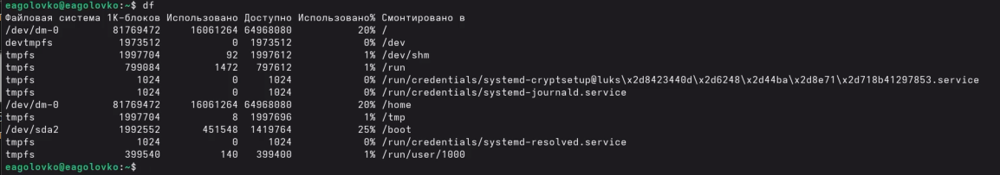 eagolovko@eagolovko:~$ df
Файловая система 1K-блоков Использовано Доступно Использовано% Смонтировано в
/dev/dm-0 81769472 16061264 64968080 20% /
devtmpfs 1973512 0 1973512 0% /dev
tmpfs 1997704 92 1997612 1% /dev/shm
tmpfs 799084 1472 797612 1% /run
tmpfs 1024 0 1024 0% /run/credentials/systemd-cryptsetup@luks\x2d8423440d\x2d6248\x2d44ba\x2d8e71\x2d718b41297853.service
tmpfs 1024 0 1024 0% /run/credentials/systemd-journald.service
/dev/dm-0 81769472 16061264 64968080 20% /home
tmpfs 1997704 8 1997696 1% /tmp
/dev/sda2 1992552 451548 1419764 25% /boot
tmpfs 1024 0 1024 0% /run/credentials/systemd-resolved.service
tmpfs 399540 140 399400 1% /run/user/1000
eagolovko@eagolovko:~$